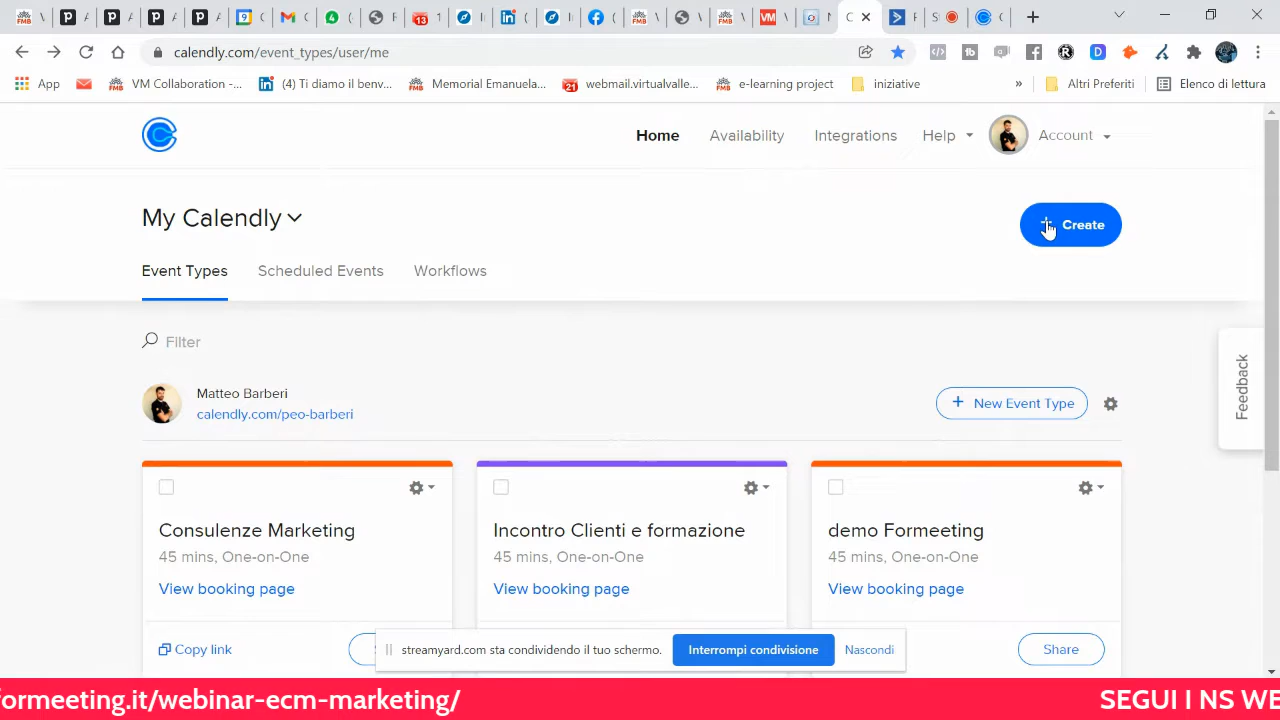 calendly.com/event_types/user/me
App
VM Collaboration -...
(4) Ti diamo il benv...
Memorial Emanuela...
webmail.virtualvalle...
e-learning project
iniziative
»
Altri Preferiti
Elenco di lettura
Home
Availability
Integrations
Help
Account
My Calendly
+ Create
Event Types
Scheduled Events
Workflows
Filter
Feedback
Matteo Barberi
calendly.com/peo-barberi
+ New Event Type
Consulenze Marketing
45 mins, One-on-One
View booking page
Copy link
Incontro Clienti e formazione
45 mins, One-on-One
View booking page
demo Formeeting
45 mins, One-on-One
View booking page
Share
streamyard.com sta condividendo il tuo schermo.
Interrompi condivisione
Nascondi
formeeting.it/webinar-ecm-marketing/
SEGUI I NS WE